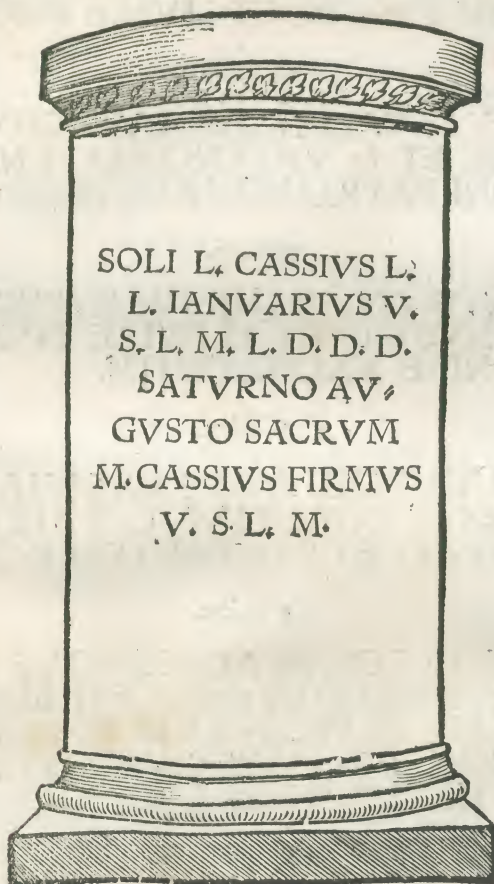 SOLI L. CASSIVS L.
L. IANVARIVS V.
S. L. M. L. D. D. D.
SATVRNO AV⸗
GVSTO SACRVM
M. CASSIVS FIRMVS
V. S. L. M.